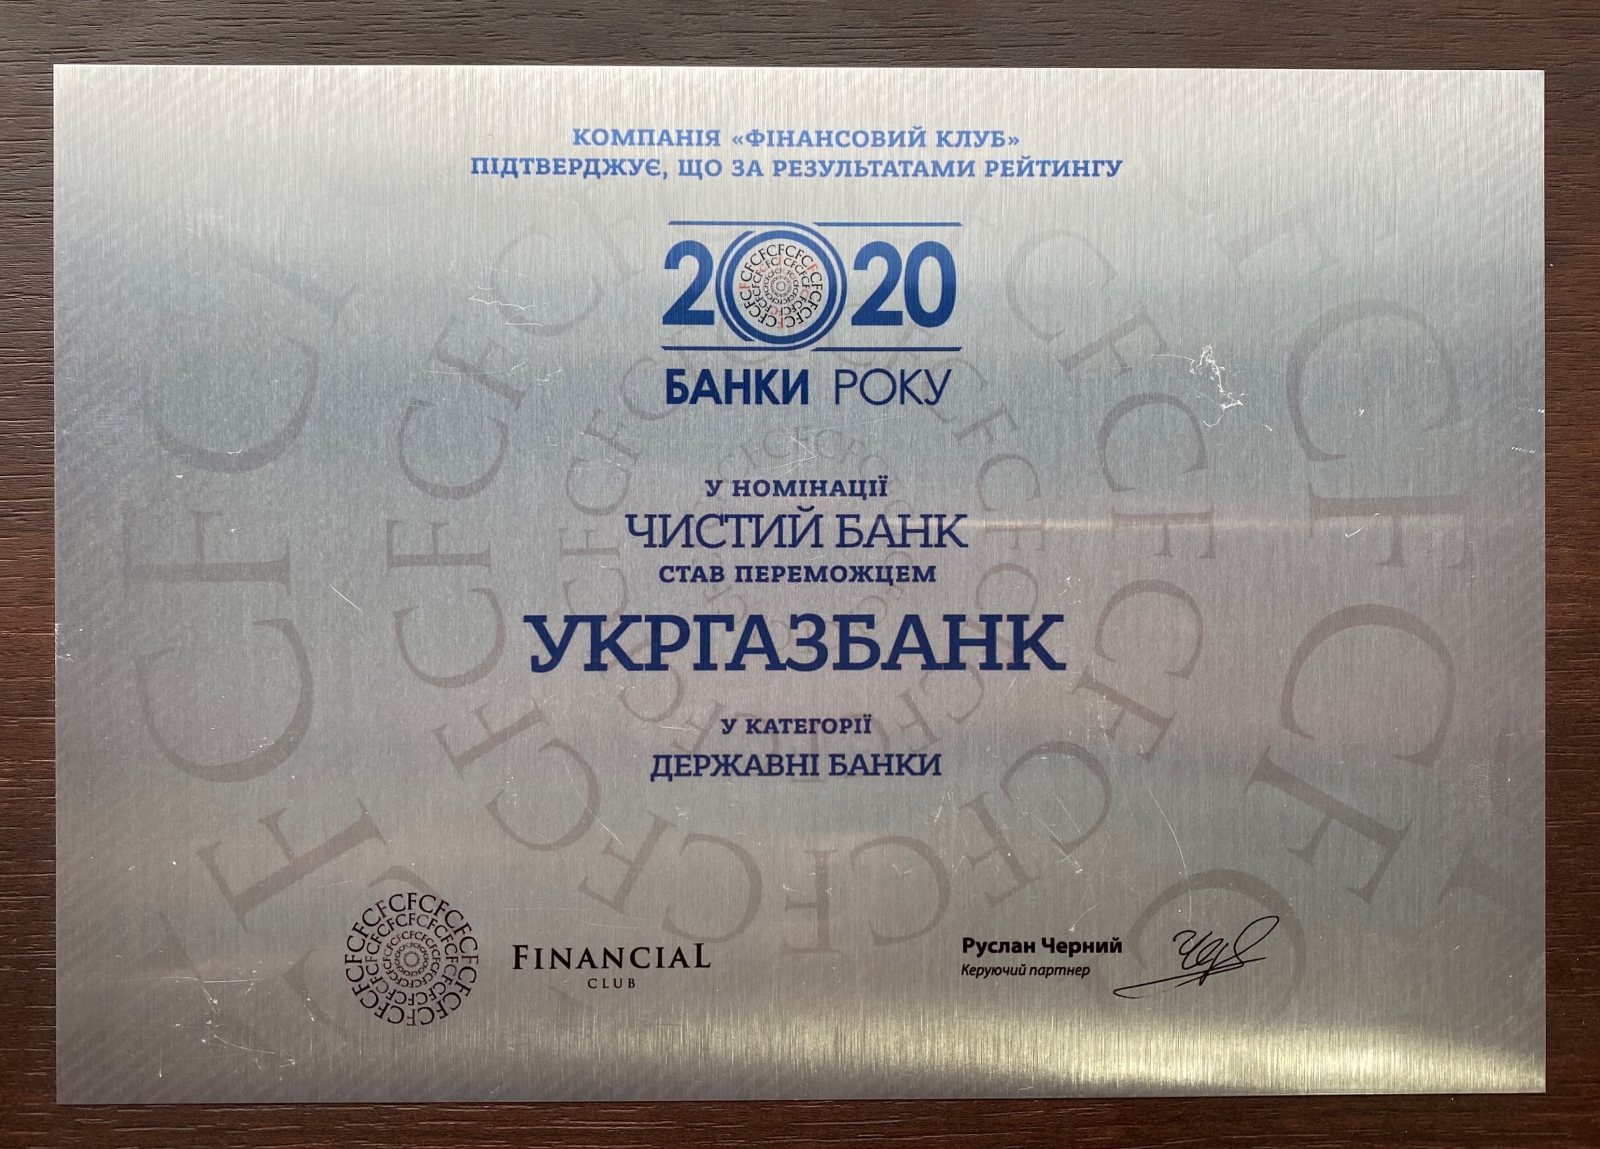 КОМПАНІЯ «ФІНАНСОВИЙ КЛУБ»
ПІДТВЕРДЖУЄ, ЩО ЗА РЕЗУЛЬТАТАМИ РЕЙТИНГУ
2020
БАНКИ РОКУ
У НОМІНАЦІЇ
ЧИСТИЙ БАНК
СТАВ ПЕРЕМОЖЦЕМ
УКРГАЗБАНК
У КАТЕГОРІЇ
ДЕРЖАВНІ БАНКИ
FINANCIAL
CLUB
Руслан Черний
Керуючий партнер